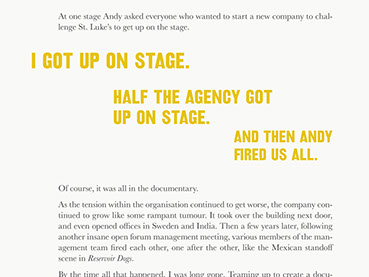 At one stage Andy asked everyone who wanted to start a new company to chal-
lenge St. Luke's to get up on the stage.
I GOT UP ON STAGE.
HALF THE AGENCY GOT
UP ON STAGE.
AND THEN ANDY
FIRED US ALL.
Of course, it was all in the documentary.
As the tension within the organisation continued to get worse, the company con-
tinued to grow like some rampant tumour. It took over the building next door,
and even opened offices in Sweden and India. Then a few years later, following
another insane open forum management meeting, various members of the man-
agement team fired each other, one after the other, like the Mexican standoff
scene in Reservoir Dogs.
By the time all that happened, I was long gone. Teaming up to create a docu-